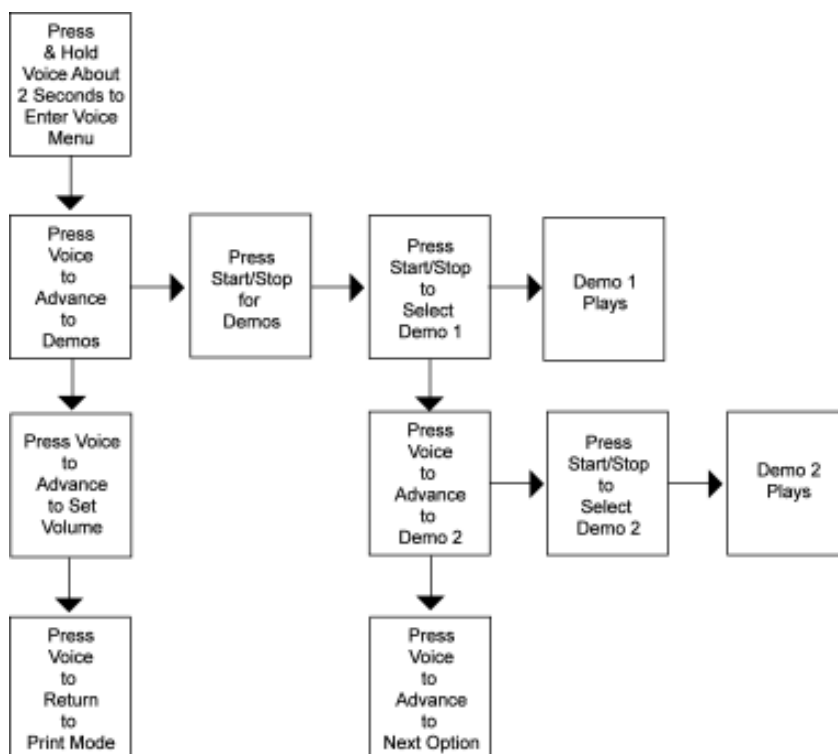 Press
& Hold
Voice About
2 Seconds to
Enter Voice
Menu
Press
Voice
to
Advance
to
Demos
Press
Start/Stop
for
Demos
Press
Start/Stop
to
Select
Demo 1
Demo 1
Plays
Press Voice
to
Advance
to Set
Volume
Press
Voice
to
Advance
to
Demo 2
Press
Start/Stop
to
Select
Demo 2
Demo 2
Plays
Press
Voice
to
Return
to
Print Mode
Press
Voice
to
Advance
to
Next Option